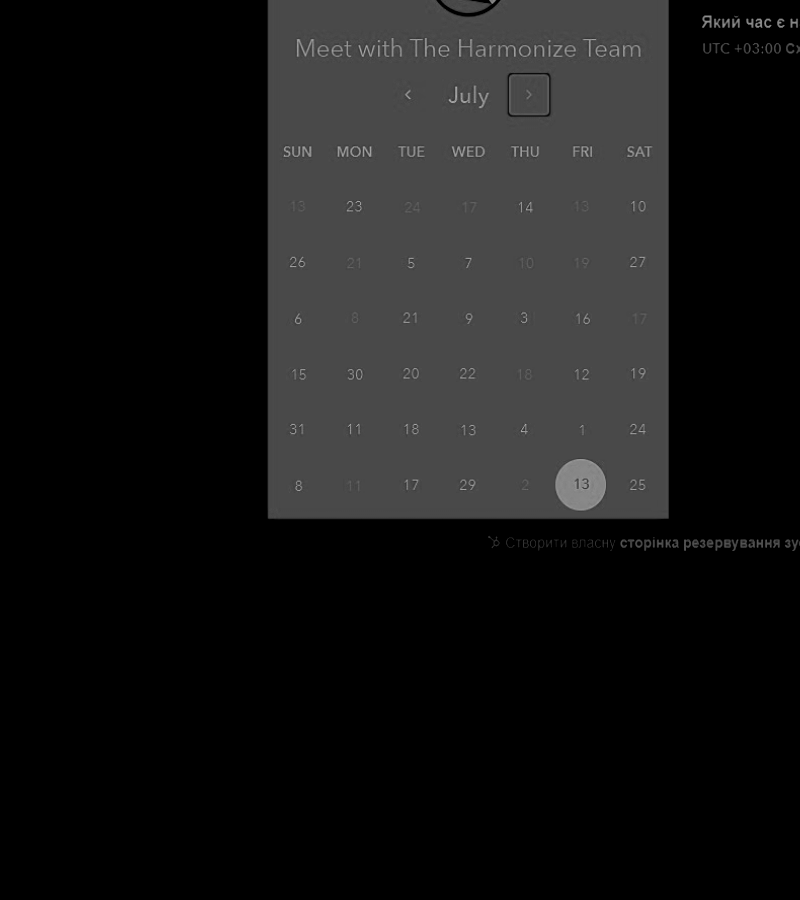 Який час є н
UTC +03:00 Сх
Meet with The Harmonize Team
July
SUN MON TUE WED THU FRI SAT
13 23 24 17 14 13 10
26 21 5 7 10 19 27
6 8 21 9 3 16 17
15 30 20 22 18 12 19
31 11 18 13 4 1 24
8 11 17 29 2 13 25
Створити власну сторінка резервування зу